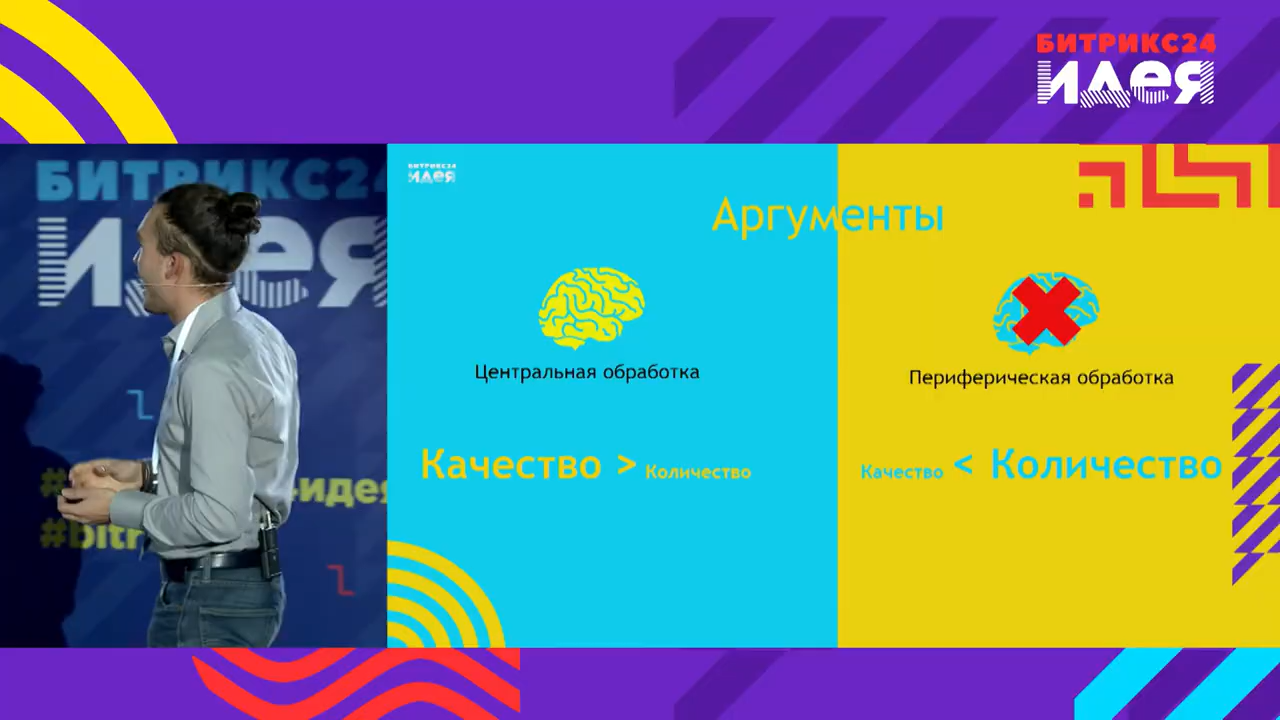 БИТРИКС24
идея
БИТРИКС24
идея
БИТРИКС24
идея
Аргументы
Центральная обработка
Периферическая обработка
Качество > Количество
Качество < Количество
#bitr